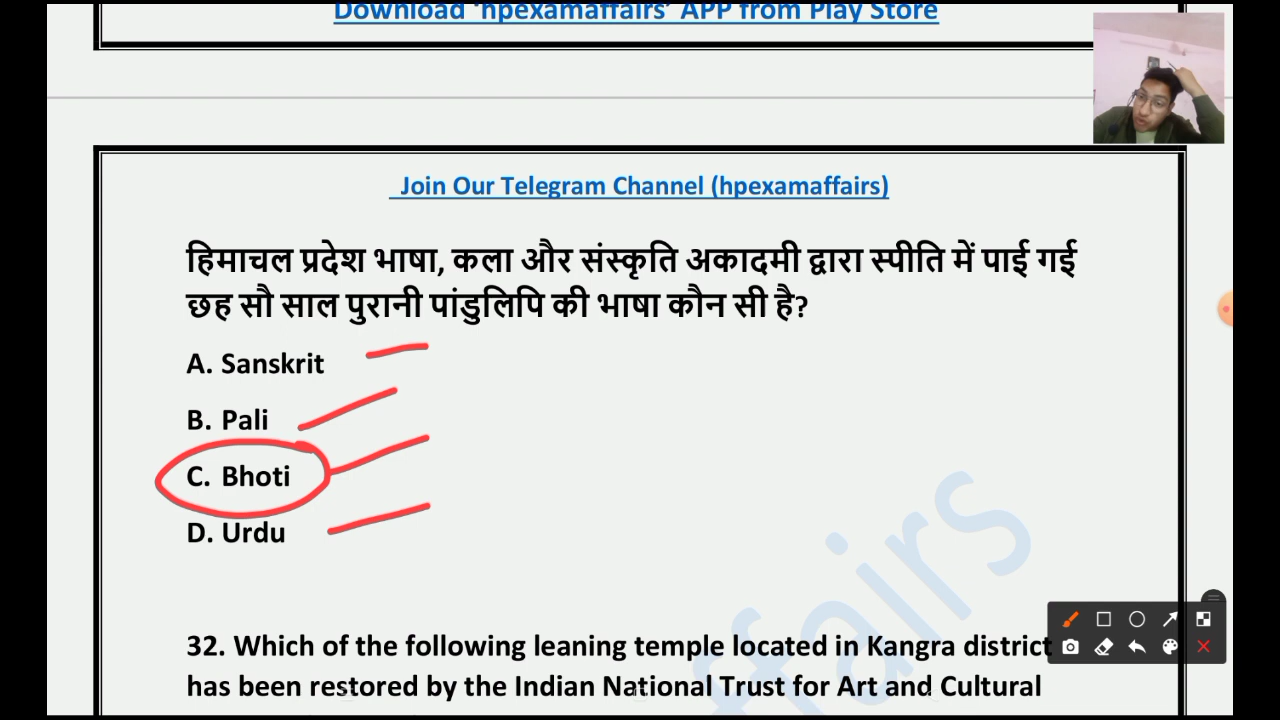 Download ‘hpexamaffairs’ APP from Play Store
Join Our Telegram Channel (hpexamaffairs)
हिमाचल प्रदेश भाषा, कला और संस्कृति अकादमी द्वारा स्पीति में पाई गई
छह सौ साल पुरानी पांडुलिपि की भाषा कौन सी है?
A. Sanskrit
B. Pali
C. Bhoti
D. Urdu
ffairs
32. Which of the following leaning temple located in Kangra district
has been restored by the Indian National Trust for Art and Cultural